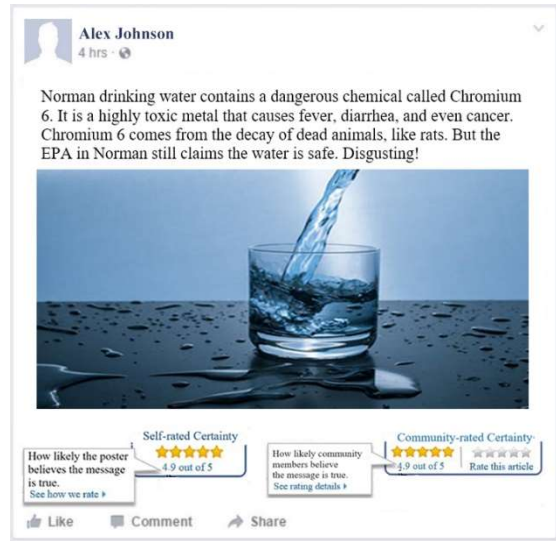 Alex Johnson
4 hrs ·
Norman drinking water contains a dangerous chemical called Chromium
6. It is a highly toxic metal that causes fever, diarrhea, and even cancer.
Chromium 6 comes from the decay of dead animals, like rats. But the
EPA in Norman still claims the water is safe. Disgusting!
Self-rated Certainty
4.9 out of 5
How likely the poster
believes the message
is true.
See how we rate
Community-rated Certainty
4.9 out of 5
Rate this article
How likely community
members believe
the message is true.
See rating details
Like Comment Share